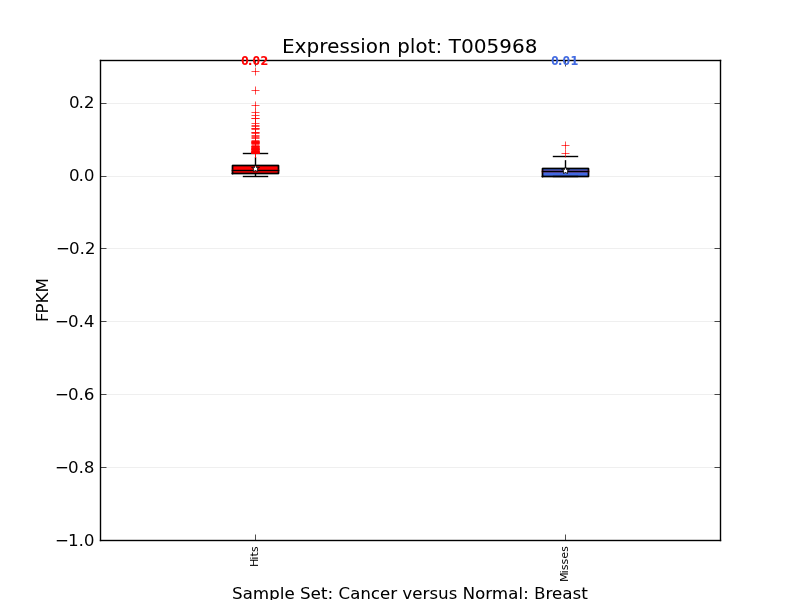 Expression plot: T005968
0.02 0.01
0.2
0.0
−0.2
−0.4
−0.6
−0.8
−1.0
FPKM
Hits Misses
Sample Set: Cancer versus Normal: Breast